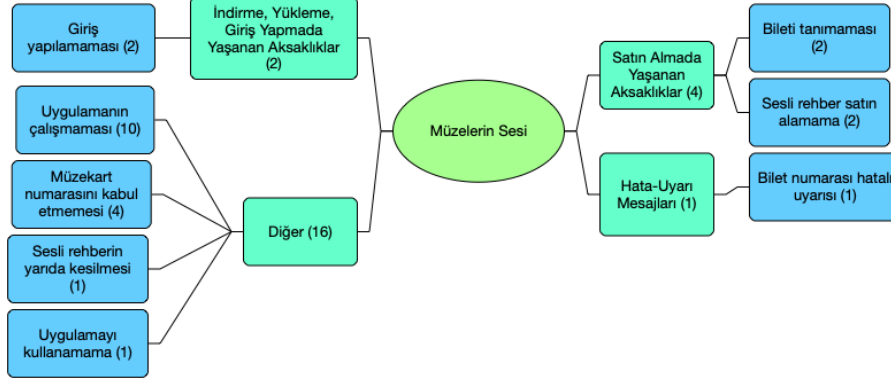 Giriş
yapılamaması (2)
İndirme, Yükleme,
Giriş Yapmada
Yaşanan Aksaklıklar
(2)
Uygulamanın
çalışmaması (10)
Müzekart
numarasını kabul
etmemesi (4)
Sesli rehberin
yarıda kesilmesi
(1)
Uygulamayı
kullanamama (1)
Diğer (16)
Müzelerin Sesi
Satın Almada
Yaşanan
Aksaklıklar (4)
Hata-Uyarı
Mesajları (1)
Bileti tanımaması
(2)
Sesli rehber satın
alamama (2)
Bilet numarası hatalı
uyarısı (1)